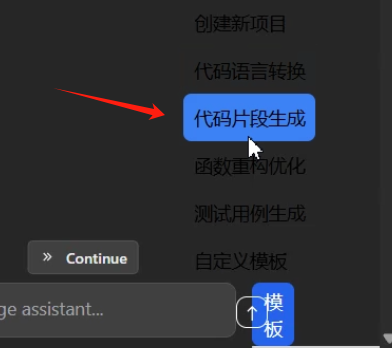 创建新项目
代码语言转换
代码片段生成
函数重构优化
测试用例生成
自定义模板
Continue
ge assistant...
模
板